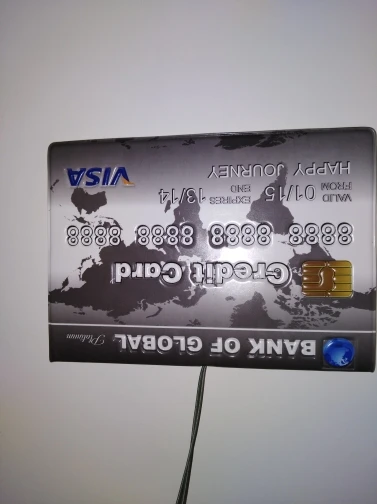 BANK OF GLOBAL Platinum
Credit Card
8888 8888 8888 8888
VALID FROM 01/15 EXPIRES END 13/14
HAPPY JOURNEY
VISA